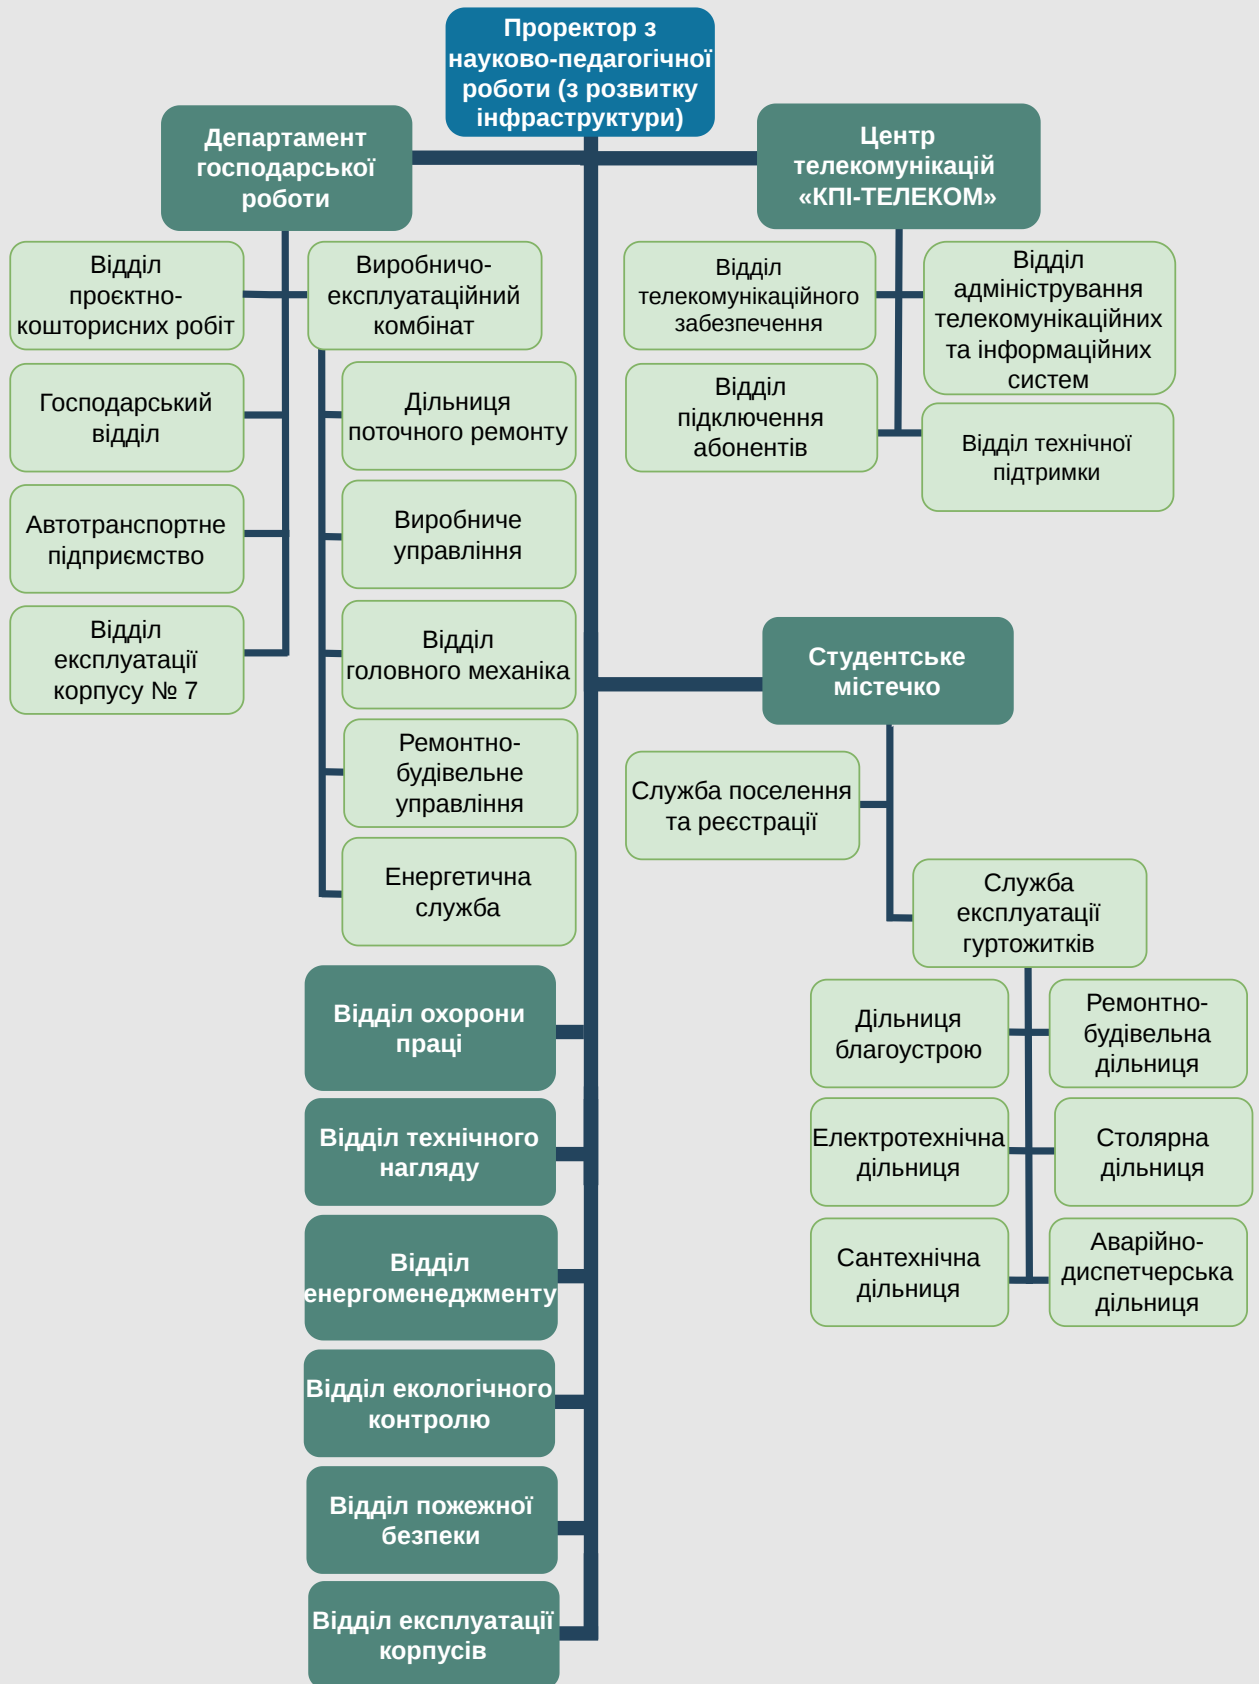 Проректор з
науково-педагогічної
роботи (з розвитку
інфраструктури)
Департамент
господарської
роботи
Відділ
проєктно-
кошторисних робіт
Господарський
відділ
Автотранспортне
підприємство
Відділ
експлуатації
корпусу № 7
Виробничо-
експлуатаційний
комбінат
Дільниця
поточного ремонту
Виробниче
управління
Відділ
головного механіка
Ремонтно-
будівельне
управління
Енергетична
служба
Центр
телекомунікацій
«КПІ-ТЕЛЕКОМ»
Відділ
телекомунікаційного
забезпечення
Відділ
адміністрування
телекомунікаційних
та інформаційних
систем
Відділ
підключення
абонентів
Відділ технічної
підтримки
Студентське
містечко
Служба поселення
та реєстрації
Служба
експлуатації
гуртожитків
Дільниця
благоустрою
Ремонтно-
будівельна
дільниця
Електротехнічна
дільниця
Столярна
дільниця
Сантехнічна
дільниця
Аварійно-
диспетчерська
дільниця
Відділ охорони
праці
Відділ технічного
нагляду
Відділ
енергоменеджменту
Відділ екологічного
контролю
Відділ пожежної
безпеки
Відділ експлуатації
корпусів